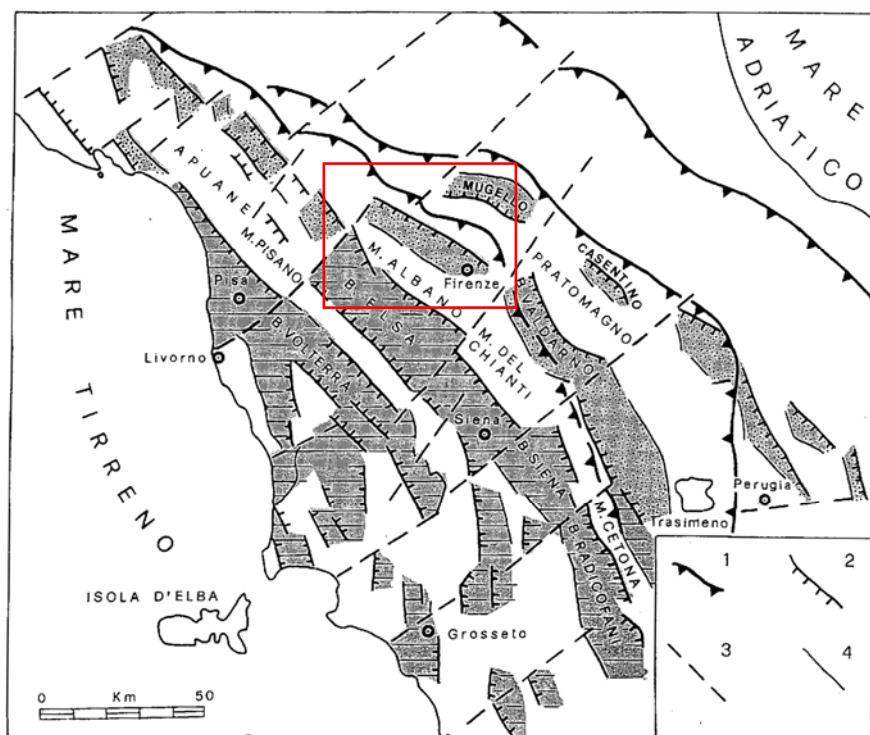 MARE
ADRIATICO
APUANE
MUGELLO
M. PISANO
M. ALBANO
CASENTINO
PRATOMAGNO
Firenze
Pisa
B. ELSA
B. VALDARNO
MARE TIRRENO
B. VOLTERRA
M. DEL
CHIANTI
Livorno
Siena
B. SIENA
Perugia
Trasimeno
M. CETONA
B. RADICOFANI
ISOLA D'ELBA
Grosseto
1 2
3 4
0 Km 50